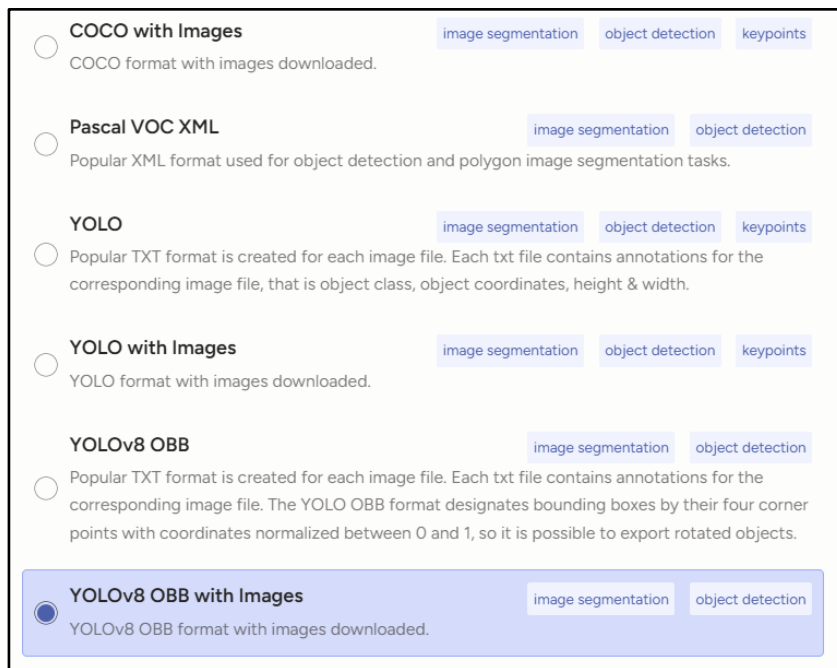 COCO with Images
image segmentation object detection keypoints
COCO format with images downloaded.
Pascal VOC XML
image segmentation object detection
Popular XML format used for object detection and polygon image segmentation tasks.
YOLO
image segmentation object detection keypoints
Popular TXT format is created for each image file. Each txt file contains annotations for the
corresponding image file, that is object class, object coordinates, height & width.
YOLO with Images
image segmentation object detection keypoints
YOLO format with images downloaded.
YOLOv8 OBB
image segmentation object detection
Popular TXT format is created for each image file. Each txt file contains annotations for the
corresponding image file. The YOLO OBB format designates bounding boxes by their four corner
points with coordinates normalized between 0 and 1, so it is possible to export rotated objects.
YOLOv8 OBB with Images
image segmentation object detection
YOLOv8 OBB format with images downloaded.